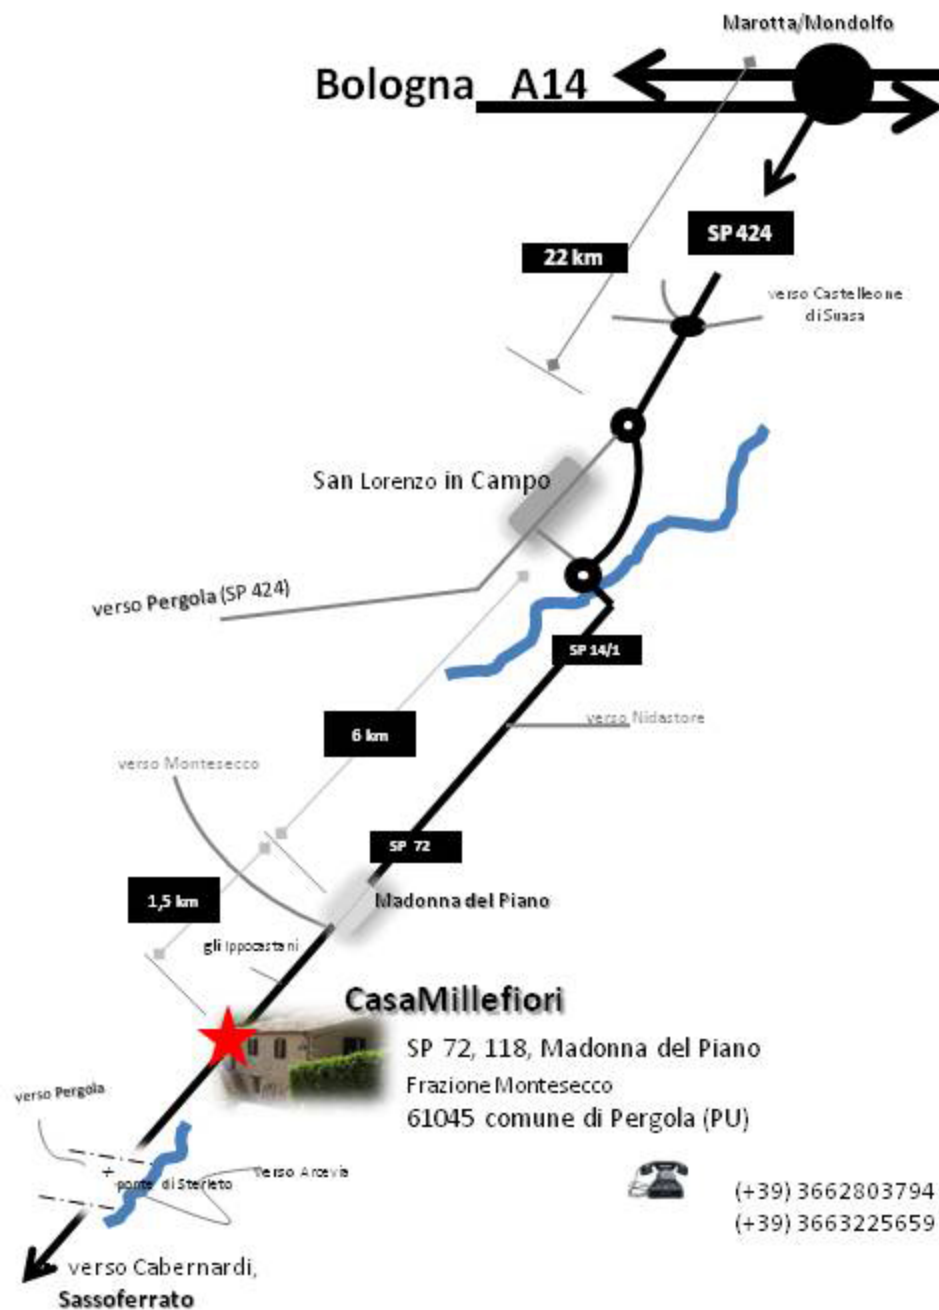 Marotta/Mondolfo
Bologna A14
SP 424
22 km
verso Castelleone
di Suasa
San Lorenzo in Campo
verso Pergola (SP 424)
SP 14/1
verso Nidastore
6 km
verso Montesecco
SP 72
1,5 km
Madonna del Piano
gli Ippocastani
CasaMillefiori
SP 72, 118, Madonna del Piano
Frazione Montesecco
61045 comune di Pergola (PU)
verso Pergola
verso Arcevia
ponte di Sterleto
(+39) 3662803794
(+39) 3663225659
verso Cabernardi,
Sassoferrato